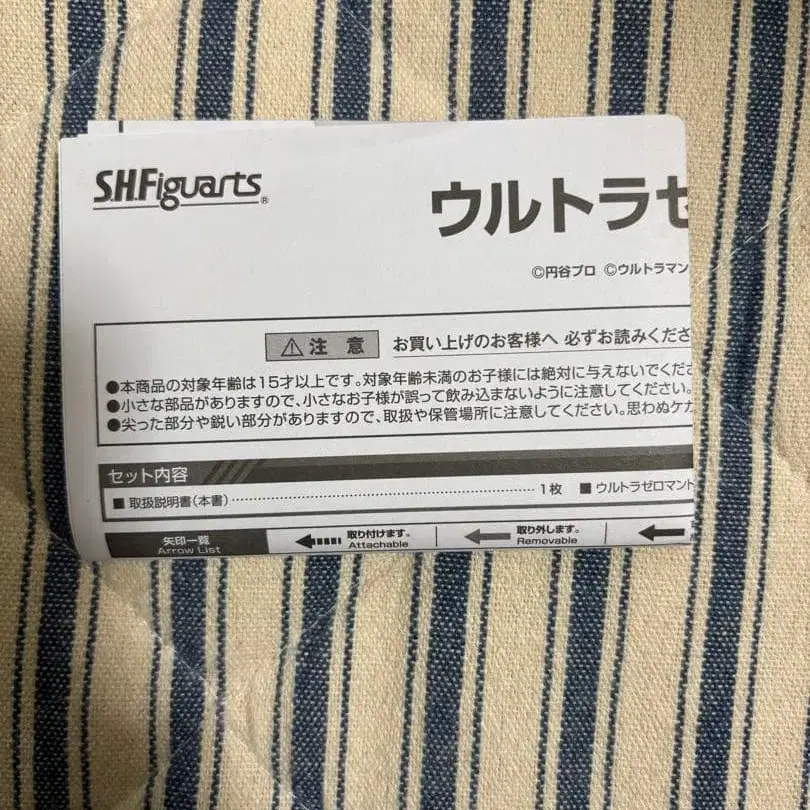 S.H.Figuarts®
ウルトラゼ
©円谷プロ ©ウルトラマン
⚠注 意 お買い上げのお客様へ 必ずお読みくださ
●本商品の対象年齢は15才以上です。対象年齢未満のお子様には絶対に与えないでくだ
●小さな部品がありますので、小さなお子様が誤って飲み込まないように注意してください。
●尖った部分や鋭い部分がありますので、取扱や保管場所に注意してください。思わぬケガ
セット内容
■ 取扱説明書(本書)…………………………………………1枚 ■ ウルトラゼロマント
矢印一覧
Arrow List
取り付けます。
Attachable
取り外します。
Removable